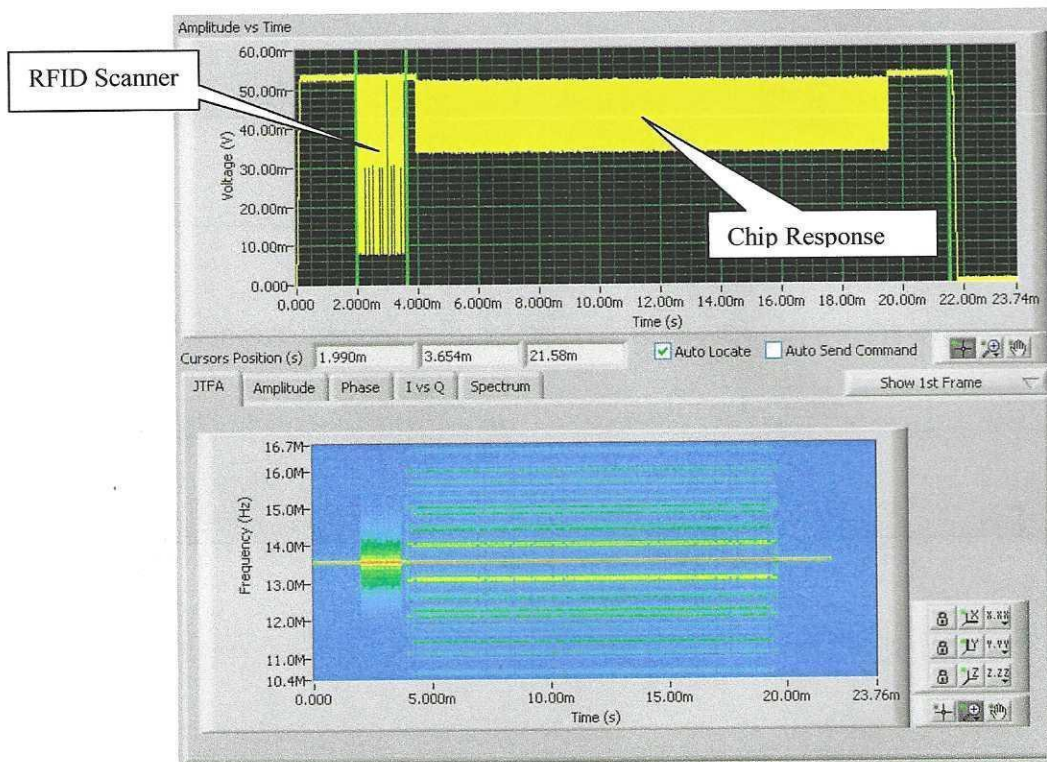 Amplitude vs Time
RFID Scanner
Chip Response
Voltage (V)
60.00m
50.00m
40.00m
30.00m
20.00m
10.00m
0.000
0.000 2.000m 4.000m 6.000m 8.000m 10.00m 12.00m 14.00m 16.00m 18.00m 20.00m 22.00m 23.74m
Time (s)
Cursors Position (s) 1.990m 3.654m 21.58m Auto Locate Auto Send Command
JTFA Amplitude Phase I vs Q Spectrum Show 1st Frame
Frequency (Hz)
16.7M
16.0M
15.0M
14.0M
13.0M
12.0M
11.0M
10.4M
0.000 5.000m 10.00m 15.00m 20.00m 23.76m
Time (s)
X X.XX
Y Y.YY
Z Z.ZZ